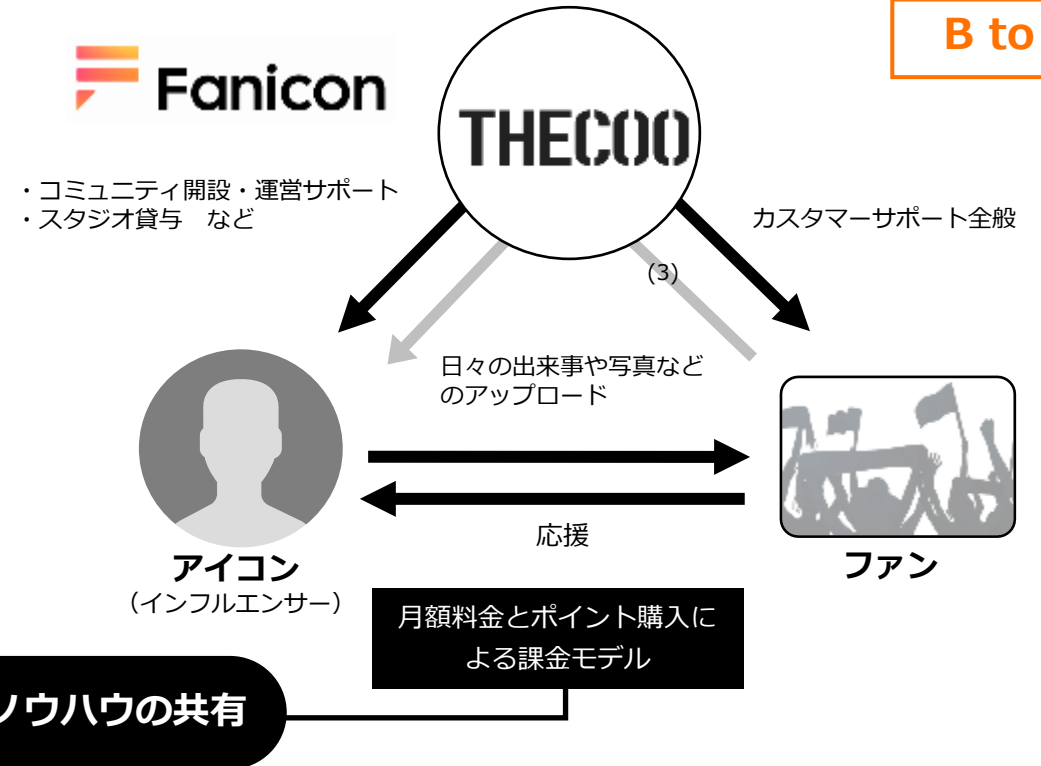 B to
Fanicon
THECOO
・コミュニティ開設・運営サポート
・スタジオ貸与 など
カスタマーサポート全般
(3)
日々の出来事や写真など
のアップロード
応援
アイコン
（インフルエンサー）
ファン
月額料金とポイント購入に
よる課金モデル
ノウハウの共有